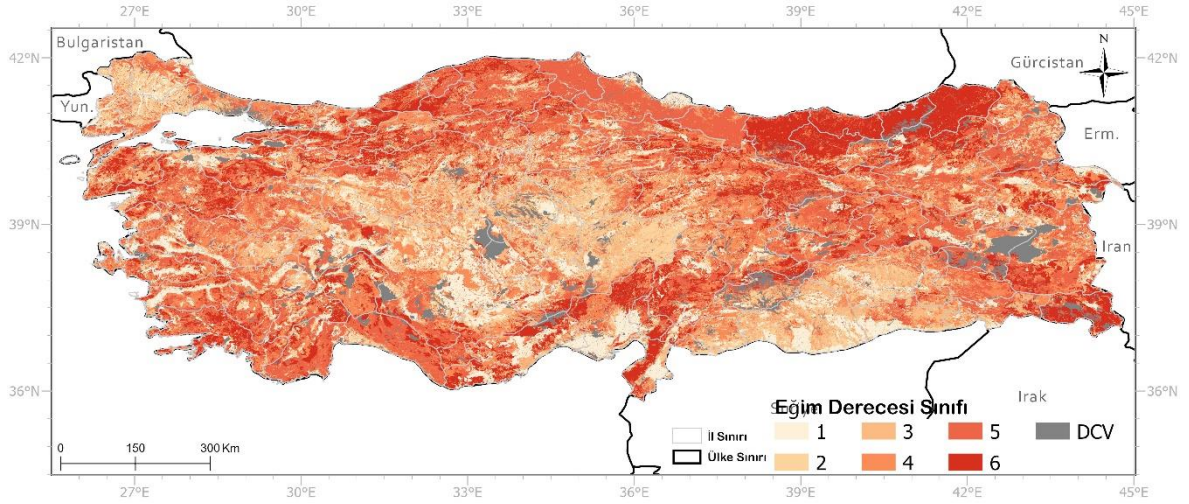 27°E 30°E 33°E 36°E 39°E 42°E 45°E
Bulgaristan
42°N 42°N
Gürcistan
N
Yun.
Erm.
39°N 39°N
Iran
36°N 36°N
Irak
Eğim Derecesi Sınıfı
0 150 300 Km
İl Sınırı
Ülke Sınırı
1 3 5 DCV
2 4 6
27°E 30°E 33°E 36°E 39°E 42°E 45°E